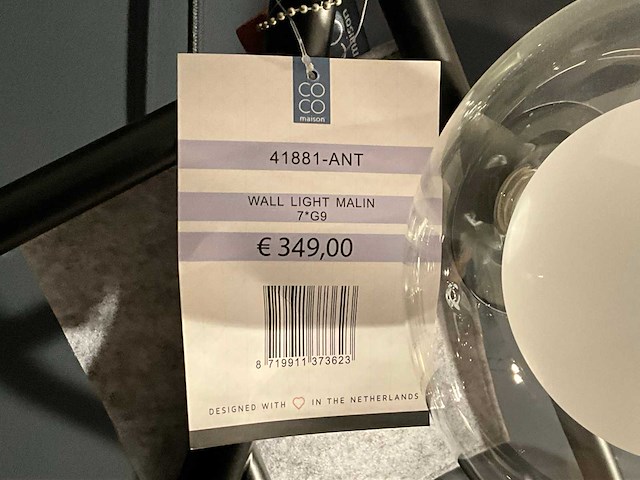 maison
CO
CO
maison
41881-ANT
WALL LIGHT MALIN
7*G9
€ 349,00
8 719911 373623
DESIGNED WITH ♡ IN THE NETHERLANDS